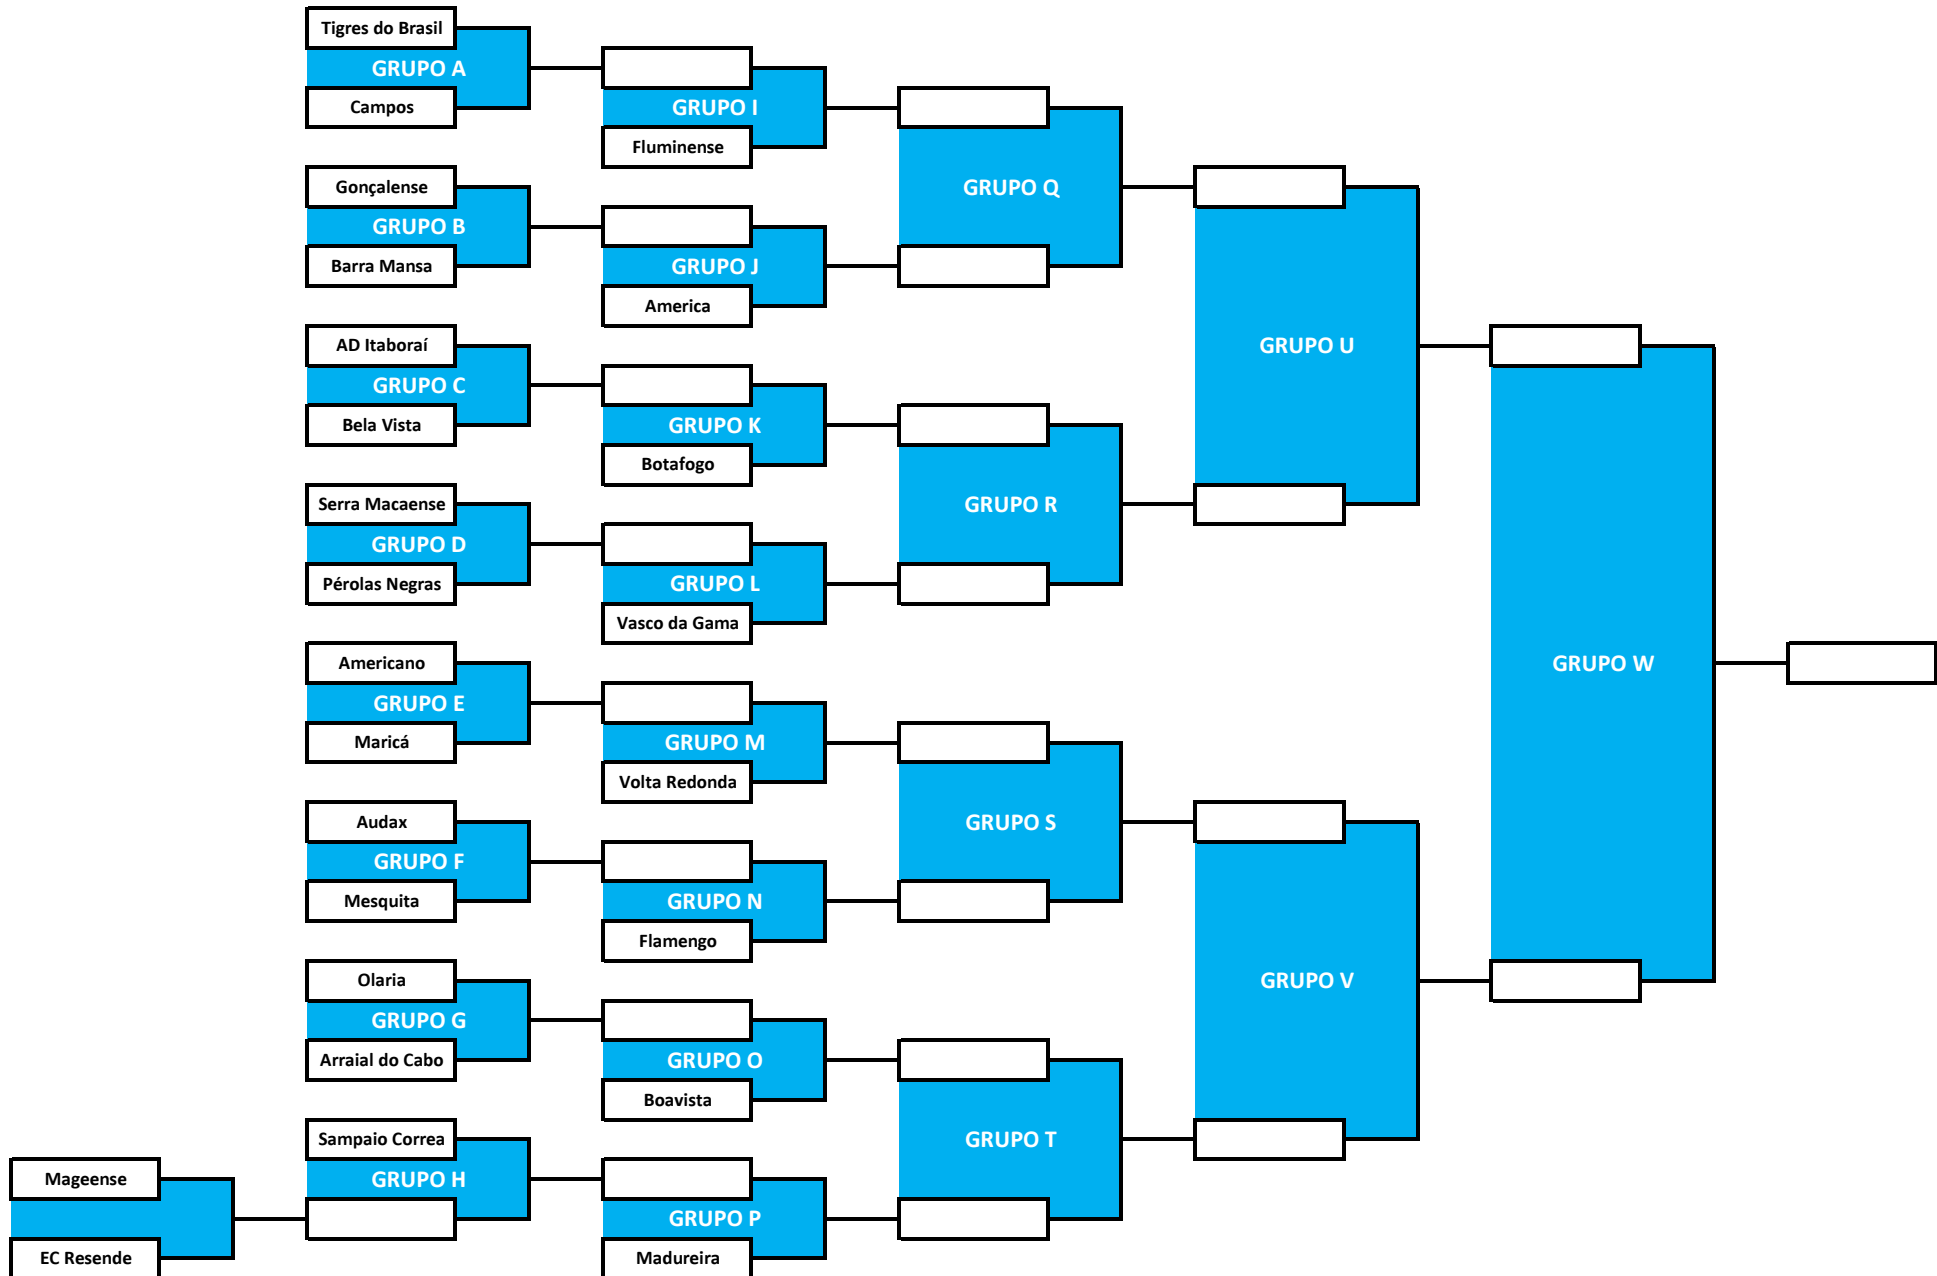 Tigres do Brasil
GRUPO A
Campos
Gonçalense
GRUPO B
Barra Mansa
AD Itaboraí
GRUPO C
Bela Vista
Serra Macaense
GRUPO D
Pérolas Negras
Americano
GRUPO E
Maricá
Audax
GRUPO F
Mesquita
Olaria
GRUPO G
Arraial do Cabo
Sampaio Correa
GRUPO H
Mageense
EC Resende
GRUPO I
Fluminense
GRUPO J
America
GRUPO K
Botafogo
GRUPO L
Vasco da Gama
GRUPO M
Volta Redonda
GRUPO N
Flamengo
GRUPO O
Boavista
GRUPO P
Madureira
GRUPO Q
GRUPO R
GRUPO S
GRUPO T
GRUPO U
GRUPO V
GRUPO W